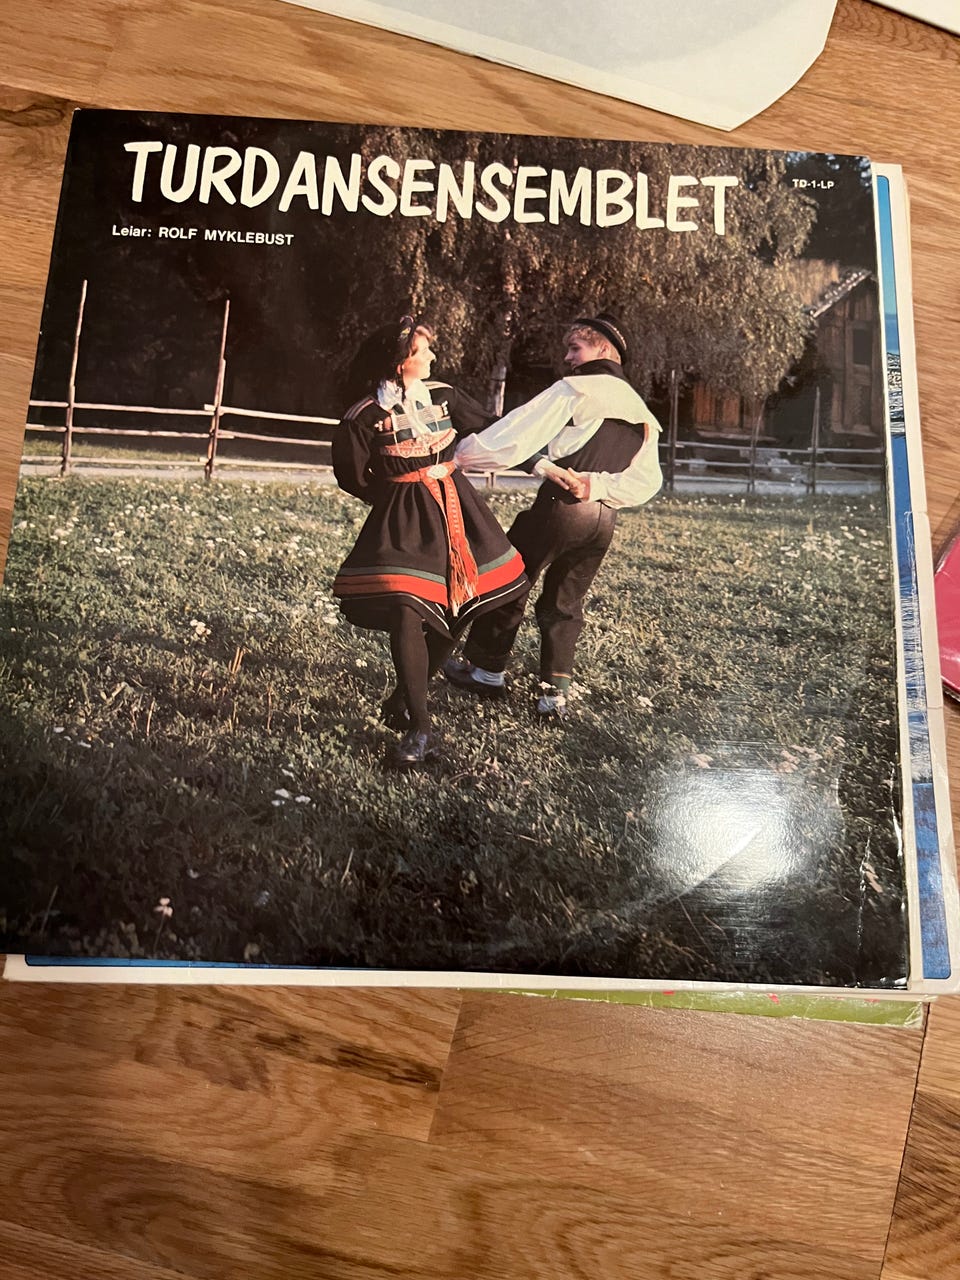 TURDANSENSEMBLET
TD-1-LP
Leiar: ROLF MYKLEBUST